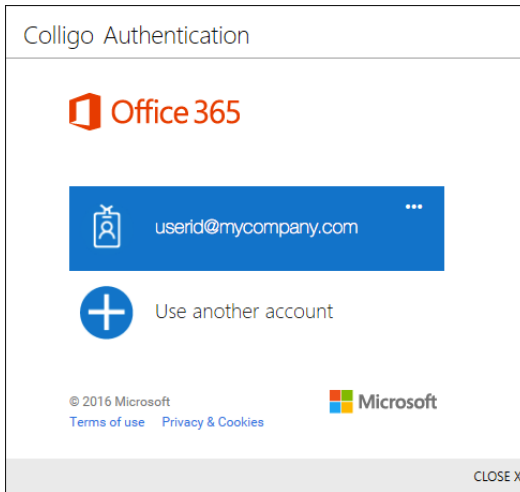 Colligo Authentication
Office 365
userid@mycompany.com
Use another account
© 2016 Microsoft
Microsoft
Terms of use Privacy & Cookies
CLOSE X